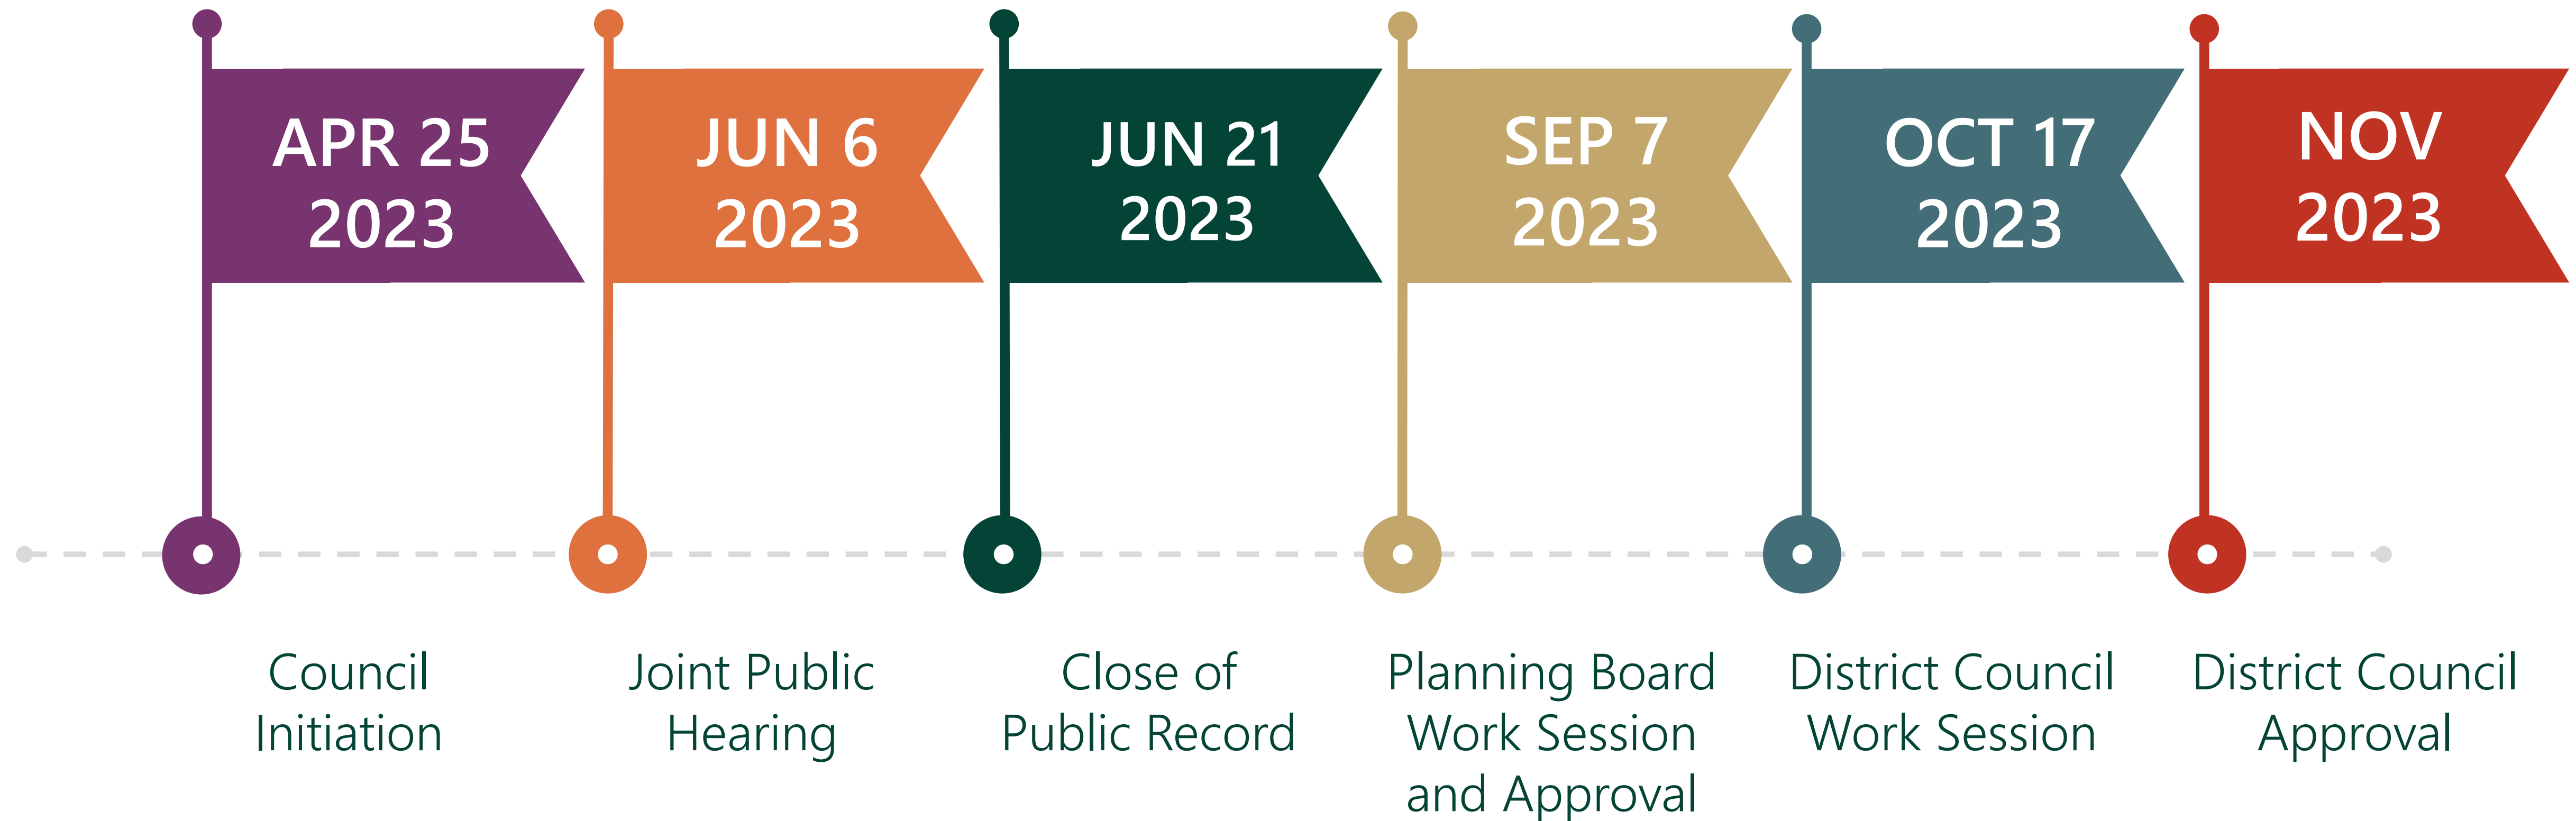 APR 25
2023
JUN 6
2023
JUN 21
2023
SEP 7
2023
OCT 17
2023
NOV
2023
Council
Initiation
Joint Public
Hearing
Close of
Public Record
Planning Board
Work Session
and Approval
District Council
Work Session
District Council
Approval